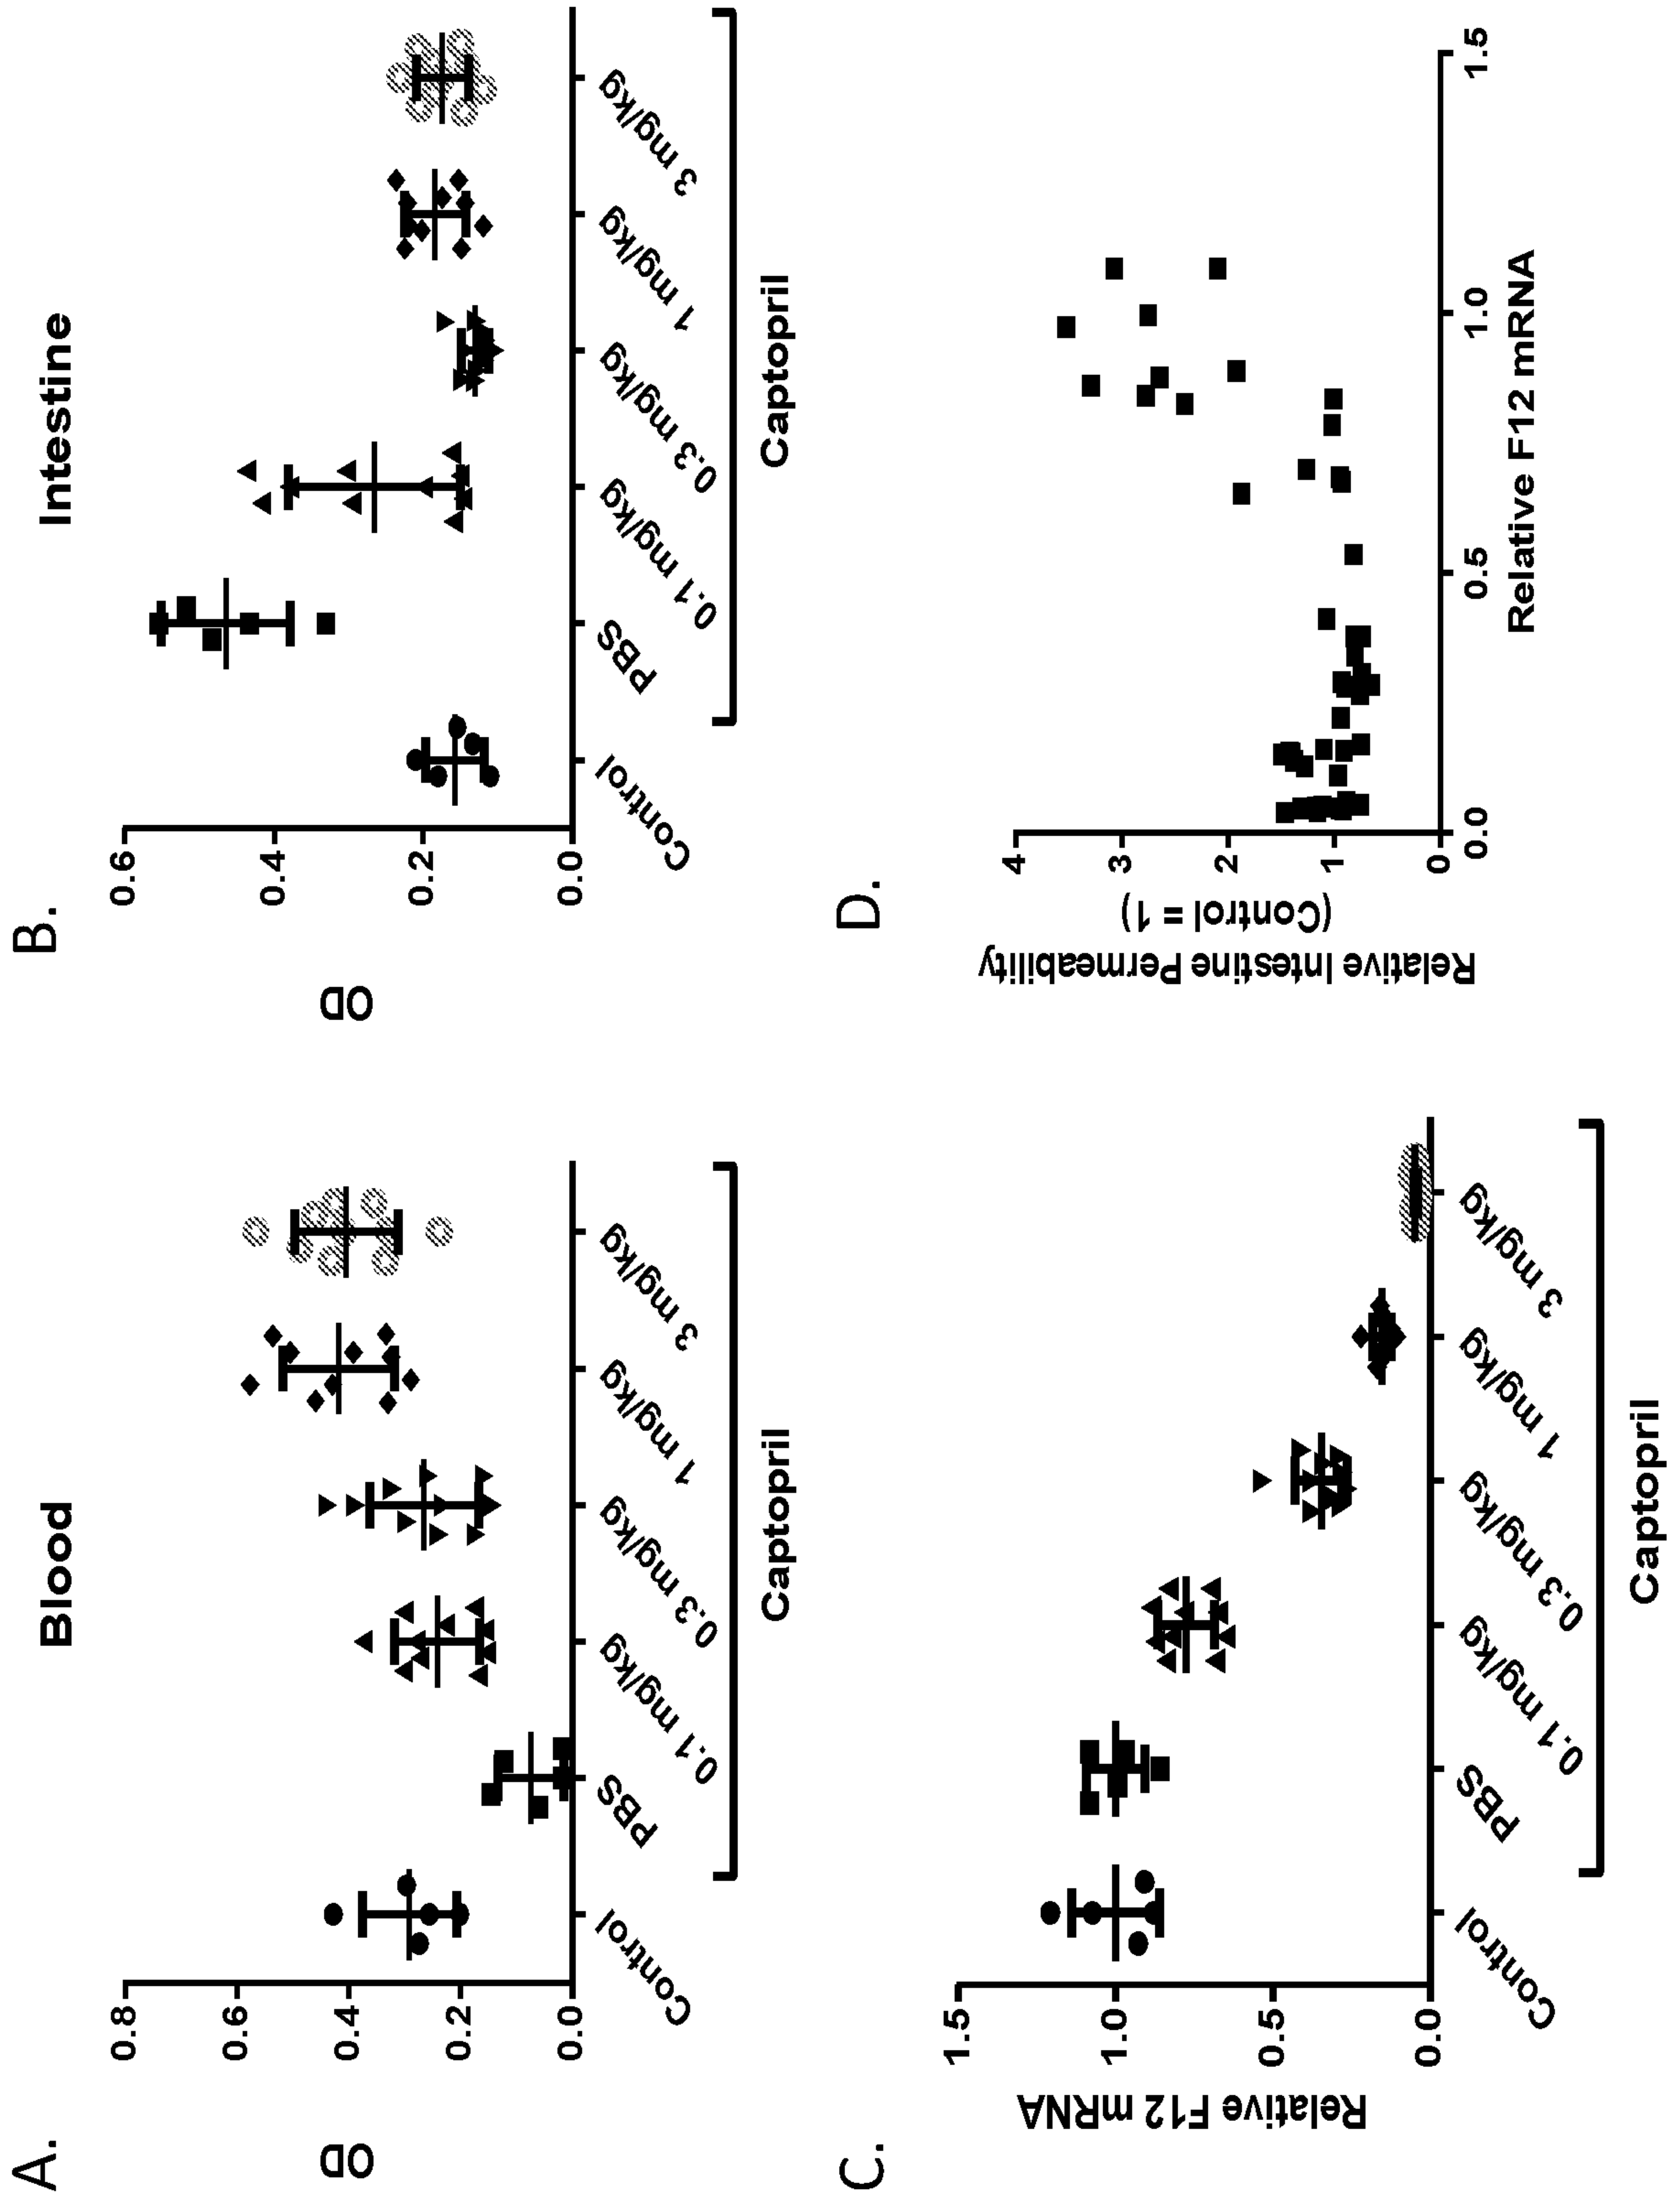 A.
Blood
OD
0.8
0.6
0.4
0.2
0.0
Control
PBS
0.1 mg/kg
0.3 mg/kg
1 mg/kg
3 mg/kg
Captopril
B.
Intestine
OD
0.6
0.4
0.2
0.0
Control
PBS
0.1 mg/kg
0.3 mg/kg
1 mg/kg
3 mg/kg
Captopril
C.
Relative F12 mRNA
1.5
1.0
0.5
0.0
Control
PBS
0.1 mg/kg
0.3 mg/kg
1 mg/kg
3 mg/kg
Captopril
D.
Relative Intestine Permeability
(Control = 1)
4
3
2
1
0
0.0
0.5
1.0
1.5
Relative F12 mRNA